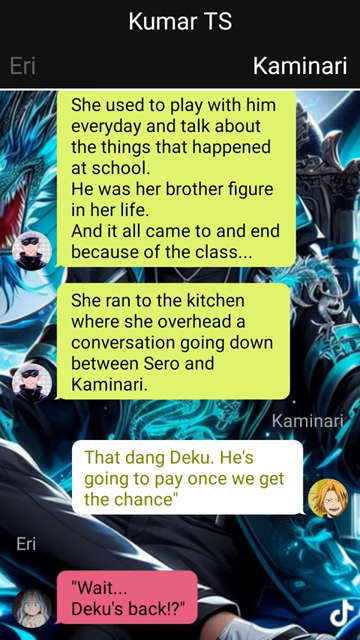 Kumar TS
Eri
Kaminari
She used to play with him
everyday and talk about
the things that happened
at school.
He was her brother figure
in her life.
And it all came to and end
because of the class...
She ran to the kitchen
where she overhead a
conversation going down
between Sero and
Kaminari.
Kaminari
That dang Deku. He's
going to pay once we get
the chance"
Eri
"Wait...
Deku's back!?"